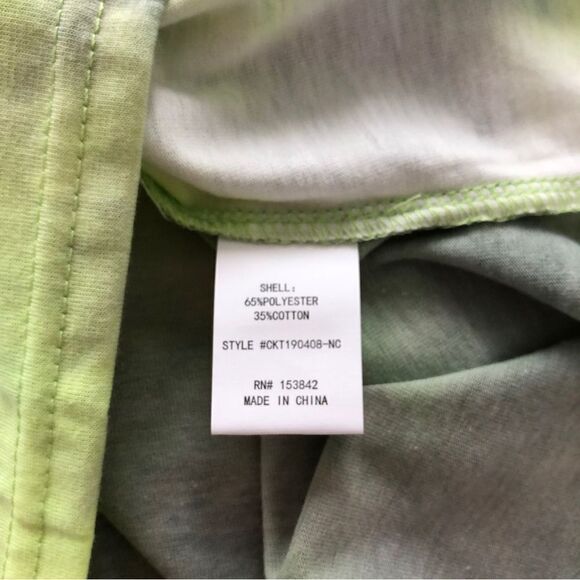 SHELL:
65%POLYESTER
35%COTTON
STYLE #CKT190408-NC
RN# 153842
MADE IN CHINA